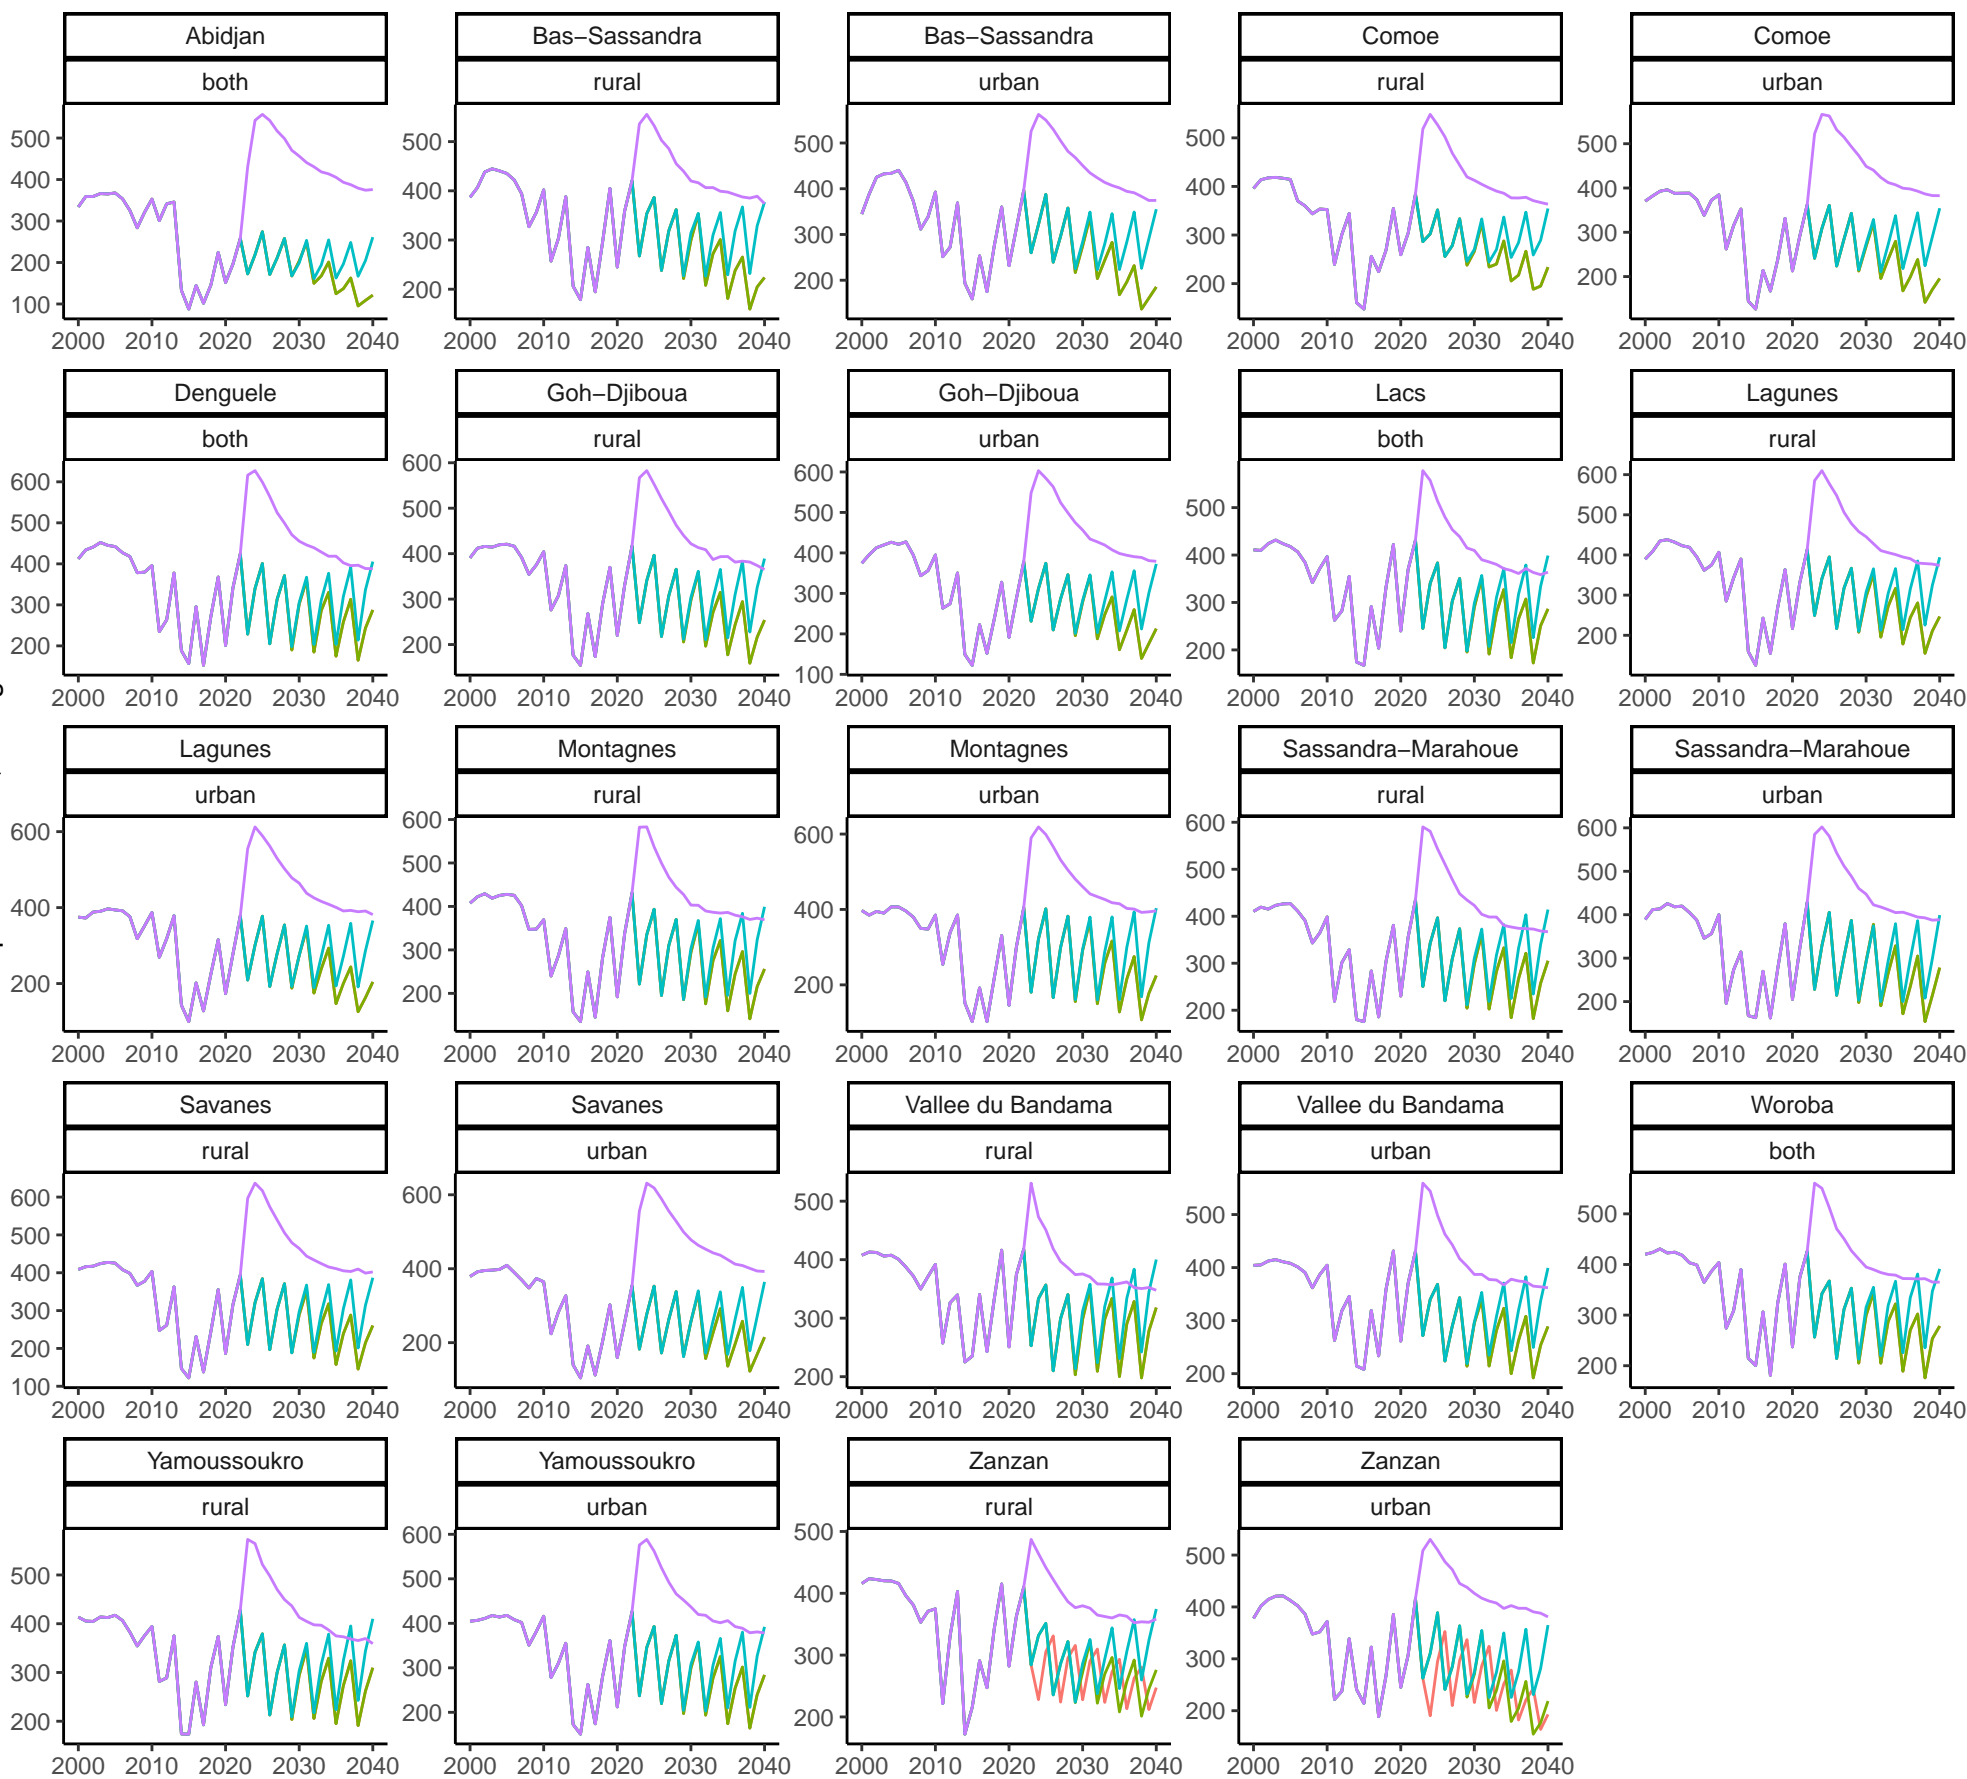 Abidjan Bas−Sassandra Bas−Sassandra Comoe Comoe
both rural urban rural urban
500 400 300 200 100
500 400 300 200
500 400 300 200
500 400 300 200
500 400 300 200
2000 2010 2020 2030 2040 2000 2010 2020 2030 2040 2000 2010 2020 2030 2040 2000 2010 2020 2030 2040 2000 2010 2020 2030 2040
Denguele Goh−Djiboua Goh−Djiboua Lacs Lagunes
both rural urban both rural
600 500 400 300 200
600 500 400 300 200
600 500 400 300 200 100
500 400 300 200
600 500 400 300 200
2000 2010 2020 2030 2040 2000 2010 2020 2030 2040 2000 2010 2020 2030 2040 2000 2010 2020 2030 2040 2000 2010 2020 2030 2040
Lagunes Montagnes Montagnes Sassandra−Marahoue Sassandra−Marahoue
urban rural urban rural urban
600 400 200
600 500 400 300 200
600 400 200
600 500 400 300 200
600 500 400 300 200
2000 2010 2020 2030 2040 2000 2010 2020 2030 2040 2000 2010 2020 2030 2040 2000 2010 2020 2030 2040 2000 2010 2020 2030 2040
Savanes Savanes Vallee du Bandama Vallee du Bandama Woroba
rural urban rural urban both
600 500 400 300 200 100
600 400 200
500 400 300 200
500 400 300 200
500 400 300 200
2000 2010 2020 2030 2040 2000 2010 2020 2030 2040 2000 2010 2020 2030 2040 2000 2010 2020 2030 2040 2000 2010 2020 2030 2040
Yamoussoukro Yamoussoukro Zanzan Zanzan
rural urban rural urban
500 400 300 200
600 500 400 300 200
500 400 300 200
500 400 300 200
2000 2010 2020 2030 2040 2000 2010 2020 2030 2040 2000 2010 2020 2030 2040 2000 2010 2020 2030 2040